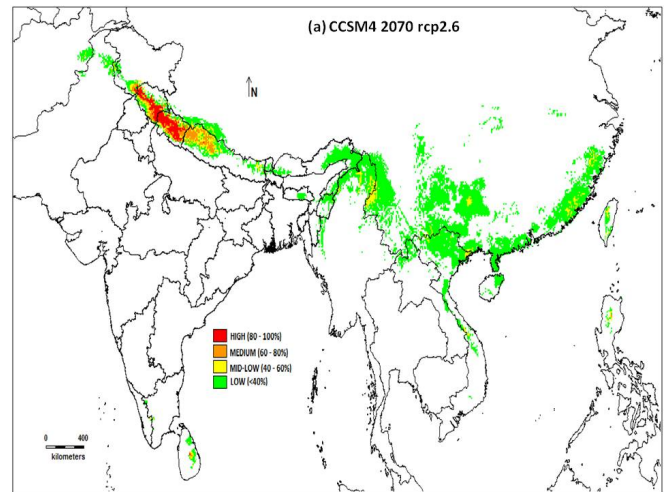 (a) CCSM4 2070 rcp2.6
N
HIGH (80 - 100%)
MEDIUM (60 - 80%)
MID-LOW (40 - 60%)
LOW (<40%)
0 400
kilometers